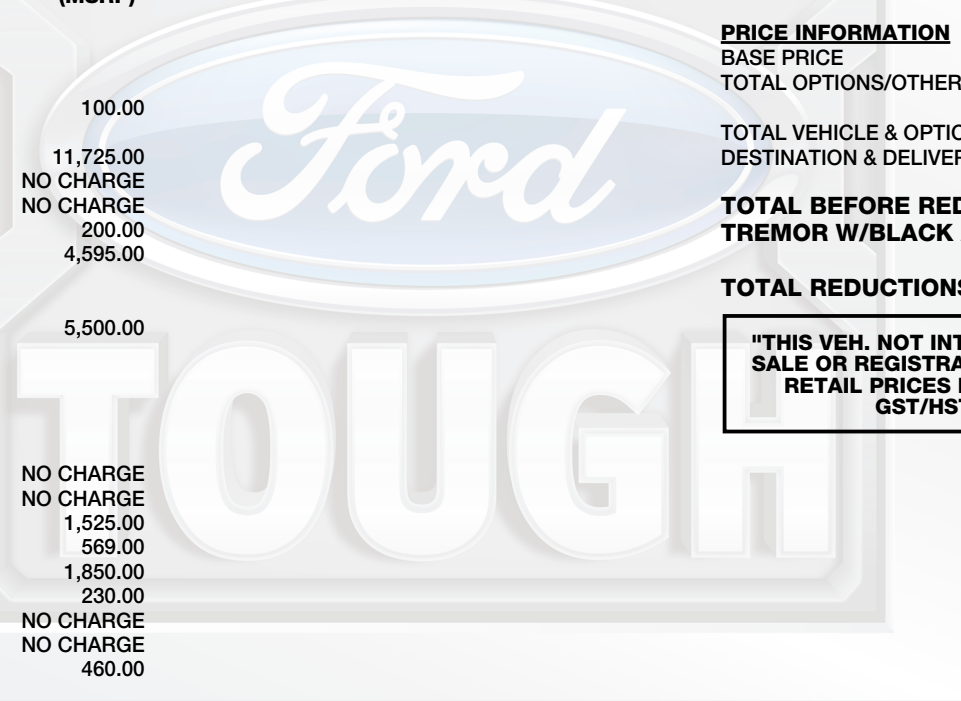 (MSRP)
100.00
11,725.00
NO CHARGE
NO CHARGE
200.00
4,595.00
5,500.00
NO CHARGE
NO CHARGE
1,525.00
569.00
1,850.00
230.00
NO CHARGE
NO CHARGE
460.00
Ford
TOUGH
PRICE INFORMATION
BASE PRICE
TOTAL OPTIONS/OTHER
TOTAL VEHICLE & OPTIO
DESTINATION & DELIVER
TOTAL BEFORE RED
TREMOR W/BLACK
TOTAL REDUCTIONS
"THIS VEH. NOT INT
SALE OR REGISTRA
RETAIL PRICES
GST/HST